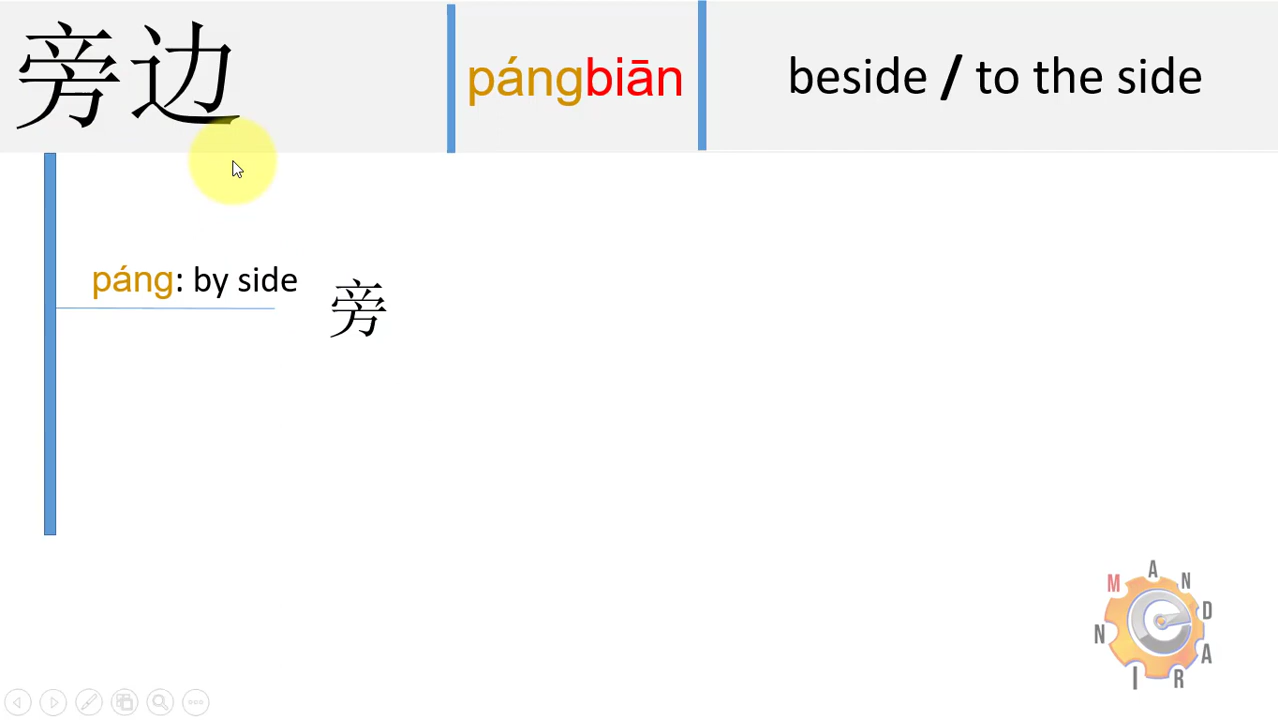 旁边 pángbiān beside / to the side
páng: by side 旁
MANDARIN